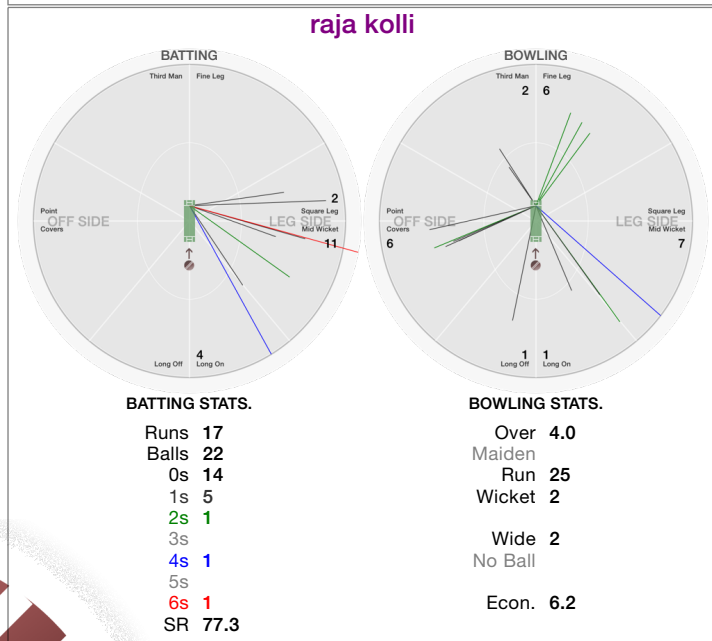 raja kolli
BATTING
Third Man Fine Leg
2
Point
OFF SIDE
Covers
Square Leg
LEG SIDE
Mid Wicket
11
4
Long Off Long On
BOWLING
Third Man Fine Leg
2 6
Point
OFF SIDE
Covers
6
Square Leg
LEG SIDE
Mid Wicket
7
1 1
Long Off Long On
BATTING STATS.
Runs 17
Balls 22
0s 14
1s 5
2s 1
3s
4s 1
5s
6s 1
SR 77.3
BOWLING STATS.
Over 4.0
Maiden
Run 25
Wicket 2
Wide 2
No Ball
Econ. 6.2